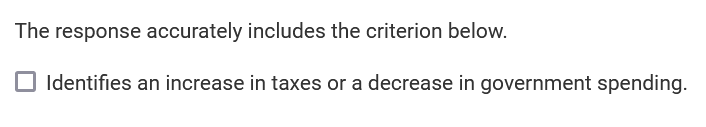 The response accurately includes the criterion below.
Identifies an increase in taxes or a decrease in government spending.